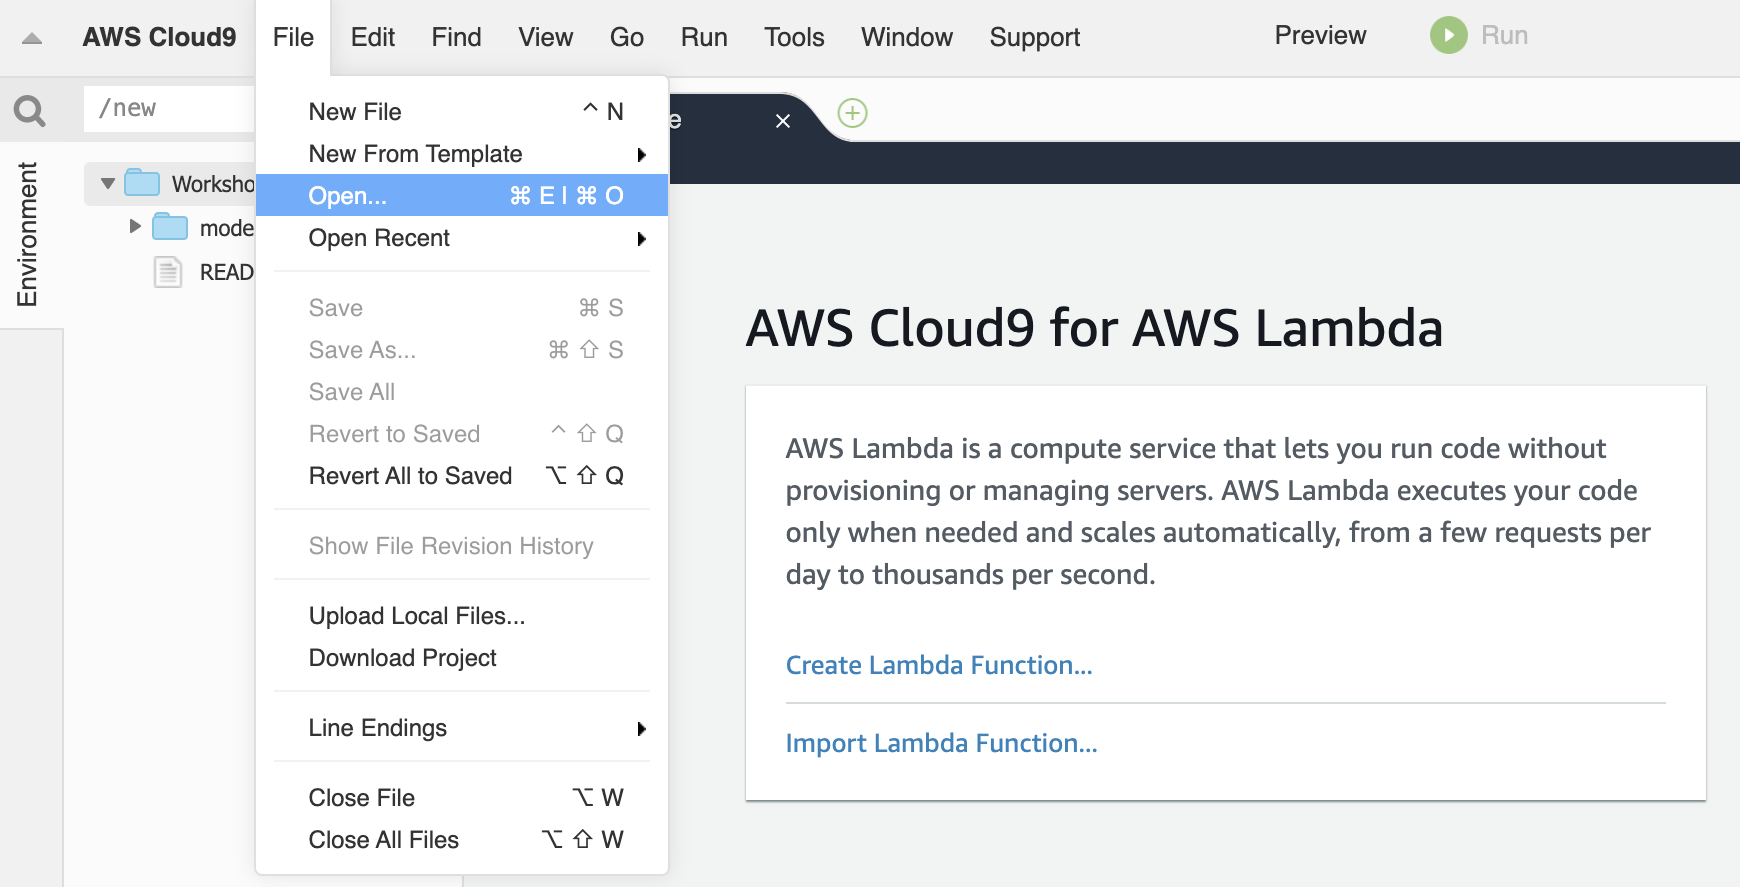 AWS Cloud9 File Edit Find View Go Run Tools Window Support Preview Run
/new
Environment
Worksho
mode
READ
New File ^ N
New From Template
Open... ⌘ E | ⌘ O
Open Recent
Save ⌘ S
Save As... ⌘ ⇧ S
Save All
Revert to Saved ^ ⇧ Q
Revert All to Saved ⌥ ⇧ Q
Show File Revision History
Upload Local Files...
Download Project
Line Endings
Close File ⌥ W
Close All Files ⌥ ⇧ W
e ×
AWS Cloud9 for AWS Lambda
AWS Lambda is a compute service that lets you run code without
provisioning or managing servers. AWS Lambda executes your code
only when needed and scales automatically, from a few requests per
day to thousands per second.
Create Lambda Function...
Import Lambda Function...